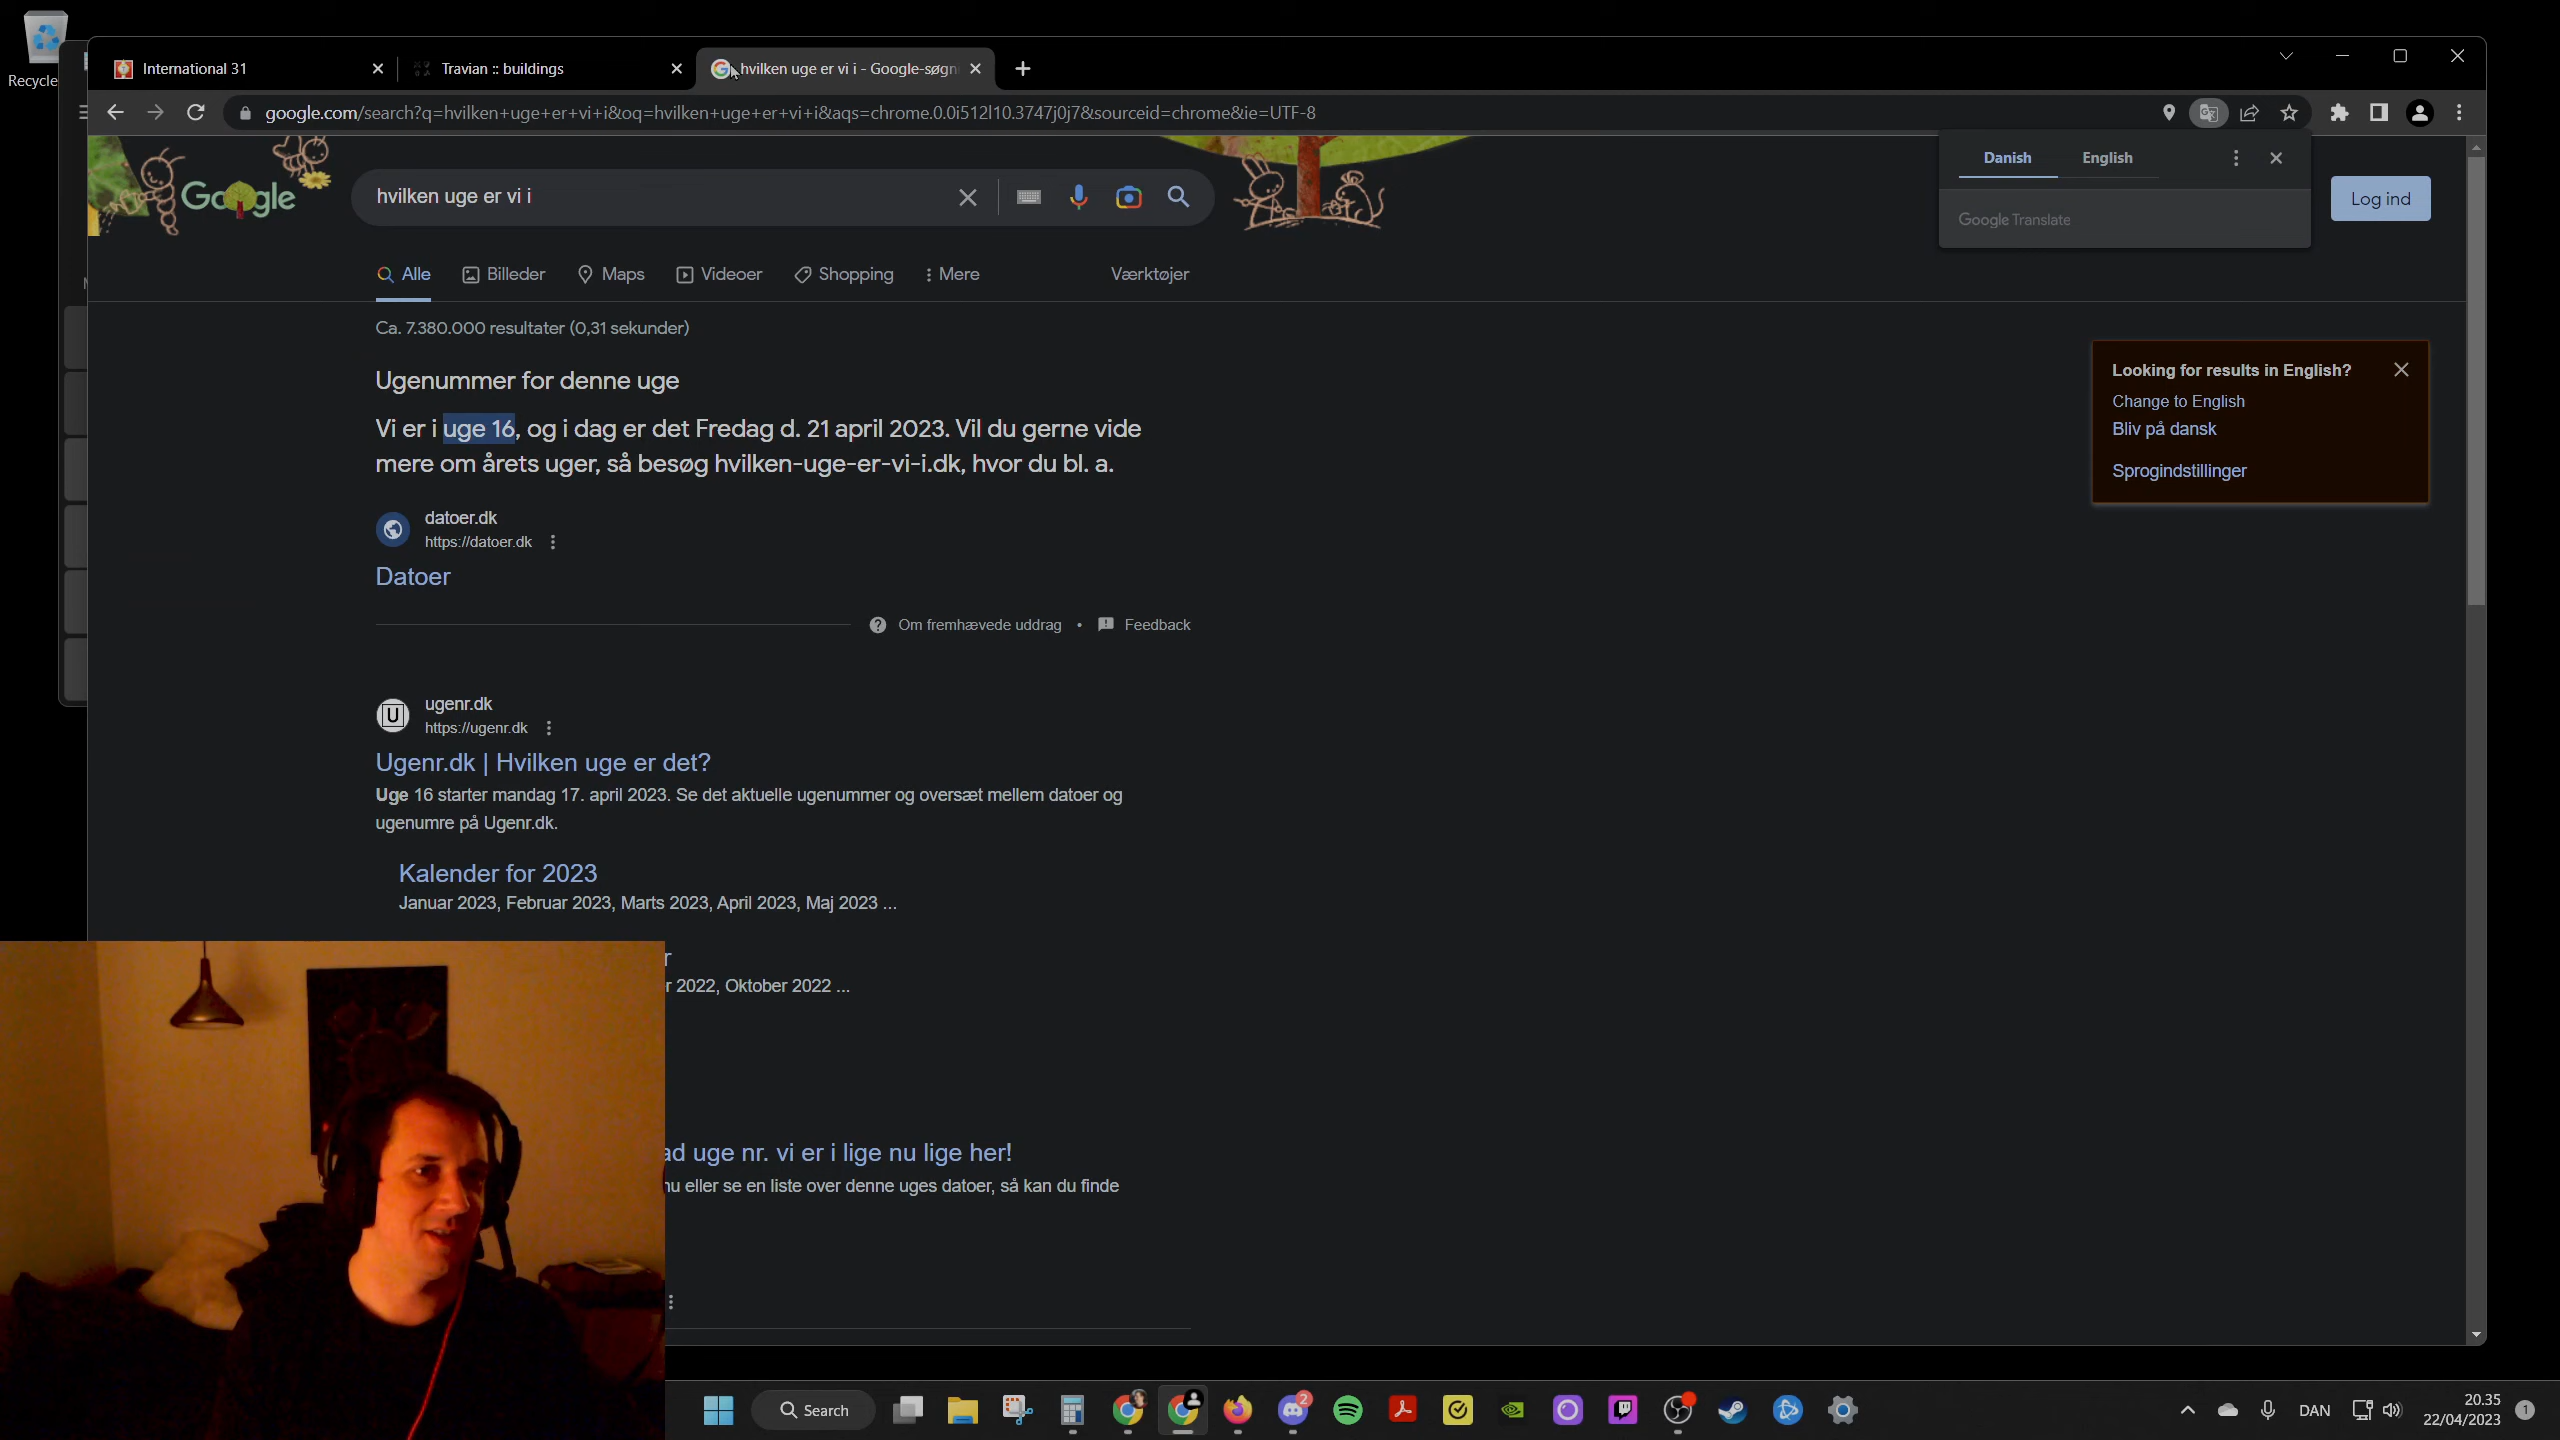 Recycle
International 31
Travian :: buildings
hvilken uge er vi i - Google-søgni
google.com/search?q=hvilken+uge+er+vi+i&oq=hvilken+uge+er+vi+i&aqs=chrome.0.0i512l10.3747j0j7&sourceid=chrome&ie=UTF-8
Google
hvilken uge er vi i
Danish English
Google Translate
Log ind
Alle Billeder Maps Videoer Shopping Mere Værktøjer
Ca. 7.380.000 resultater (0,31 sekunder)
Ugenummer for denne uge
Vi er i uge 16, og i dag er det Fredag d. 21 april 2023. Vil du gerne vide
mere om årets uger, så besøg hvilken-uge-er-vi-i.dk, hvor du bl. a.
Looking for results in English?
Change to English
Bliv på dansk
Sprogindstillinger
datoer.dk
https://datoer.dk
Datoer
Om fremhævede uddrag • Feedback
U
ugenr.dk
https://ugenr.dk
Ugenr.dk | Hvilken uge er det?
Uge 16 starter mandag 17. april 2023. Se det aktuelle ugenummer og oversæt mellem datoer og
ugenumre på Ugenr.dk.
Kalender for 2023
Januar 2023, Februar 2023, Marts 2023, April 2023, Maj 2023 ...
r
r 2022, Oktober 2022 ...
ad uge nr. vi er i lige nu lige her!
nu eller se en liste over denne uges datoer, så kan du finde
Search
2
DAN
20.35
22/04/2023
1